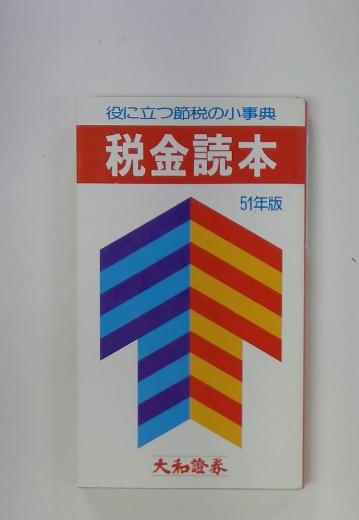 役に立つ節税の小事典
税金読本
51年版
大和證券